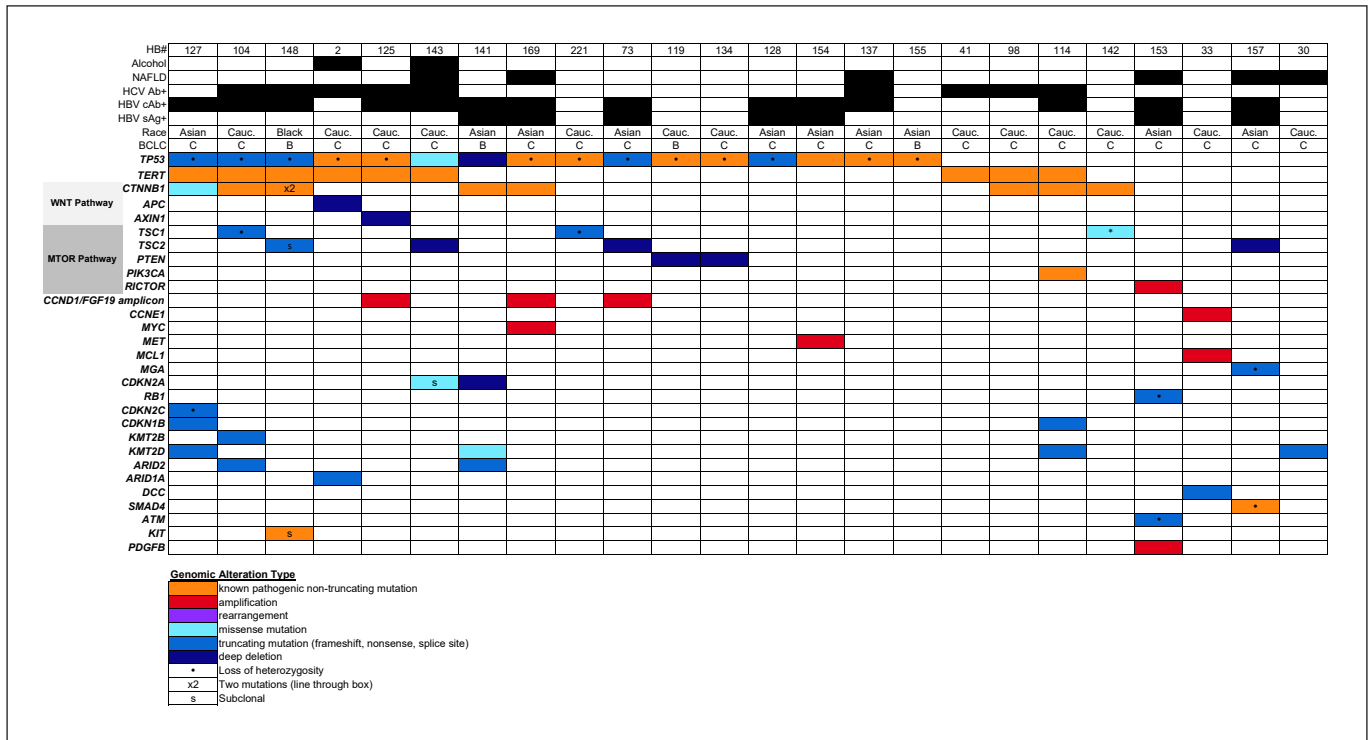 HB# 127 104 148 2 125 143 141 169 221 73 119 134 128 154 137 155 41 98 114 142 153 33 157 30
Alcohol
NAFLD
HCV Ab+
HBV cAb+
HBV sAg+
Race Asian Cauc. Black Cauc. Cauc. Cauc. Asian Asian Cauc. Asian Cauc. Cauc. Asian Asian Asian Asian Cauc. Cauc. Cauc. Cauc. Asian Cauc. Asian Cauc.
BCLC C C B C C C B C C C B C C C C B C C C C C C C C
TP53 • • • • • • • • • • • • •
TERT
CTNNB1 x2
WNT Pathway
APC
AXIN1
TSC1 • • *
TSC2 s
MTOR Pathway
PTEN
PIK3CA
RICTOR
CCND1/FGF19 amplicon
CCNE1
MYC
MET
MCL1
MGA •
CDKN2A s
RB1 •
CDKN2C •
CDKN1B
KMT2B
KMT2D
ARID2
ARID1A
DCC
SMAD4 •
ATM •
KIT s
PDGFB
Genomic Alteration Type
known pathogenic non-truncating mutation
amplification
rearrangement
missense mutation
truncating mutation (frameshift, nonsense, splice site)
deep deletion
• Loss of heterozygosity
x2 Two mutations (line through box)
s Subclonal